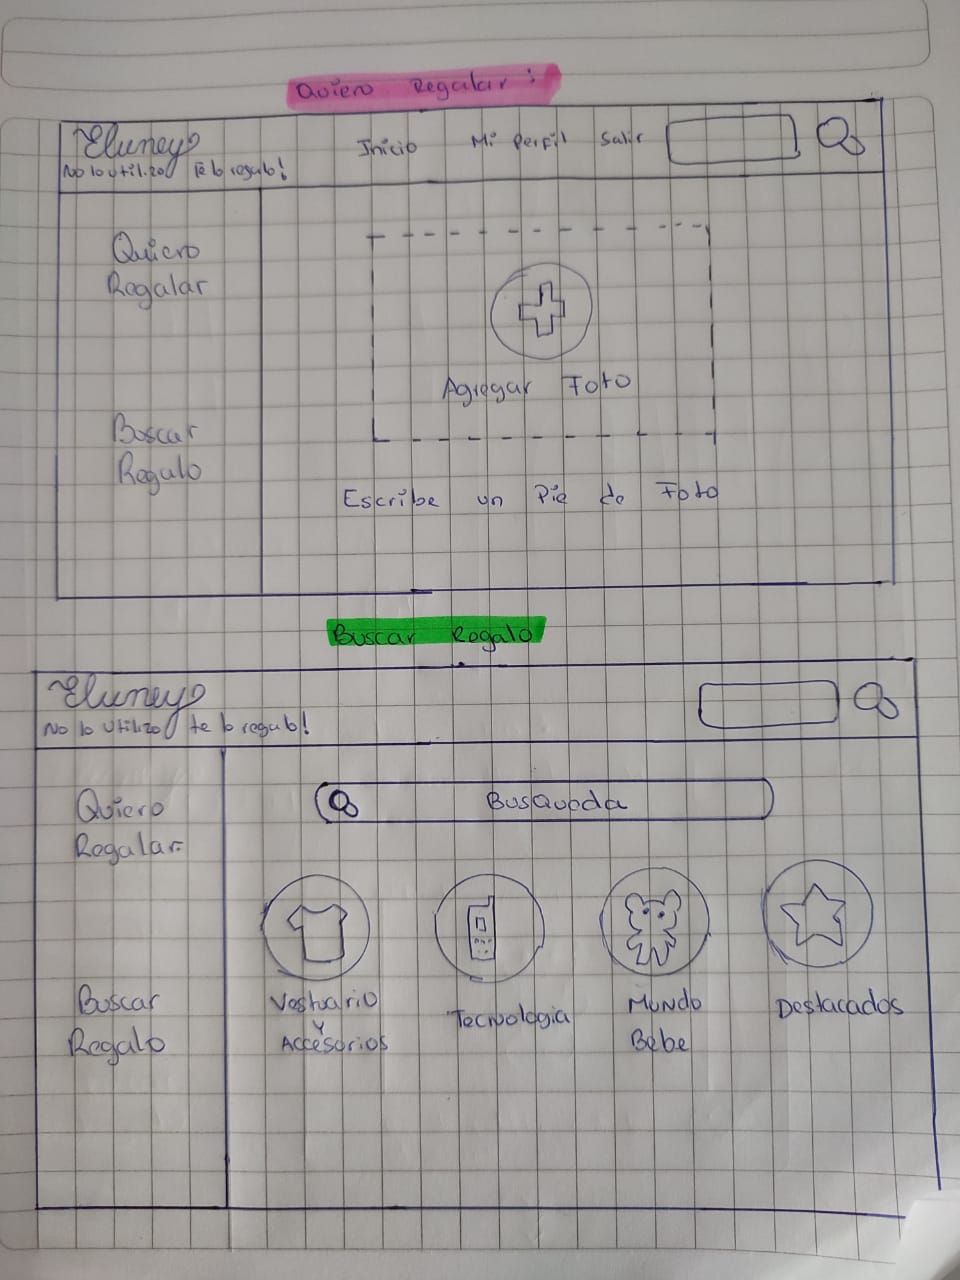 Quiero Regalar:
Eluney
Inicio Mi Perfil Salir
No lo utilizo Te lo regalo!
Quiero
Regalar
Agregar Foto
Buscar
Regalo
Escribe un Pie de Foto
Buscar Regalo
Eluney
No lo utilizo te lo regalo!
Busqueda
Quiero
Regalar
Buscar
Regalo
Vestuario
y
Accesorios
Tecnologia
Mundo
Bebe
Destacados